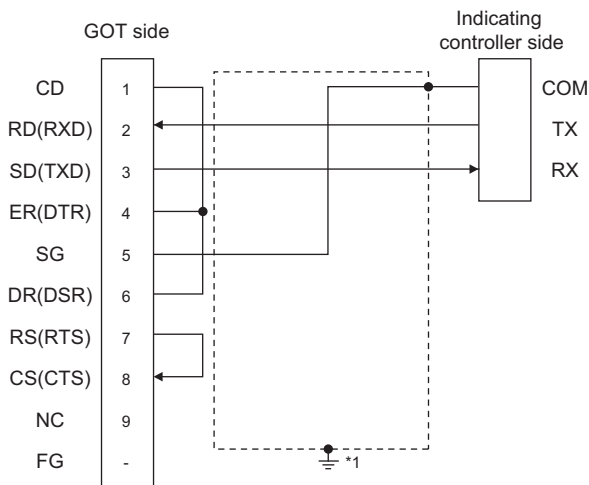 GOT side
Indicating
controller side
CD 1
RD(RXD) 2
SD(TXD) 3
ER(DTR) 4
SG 5
DR(DSR) 6
RS(RTS) 7
CS(CTS) 8
NC 9
FG -
COM
TX
RX
*1